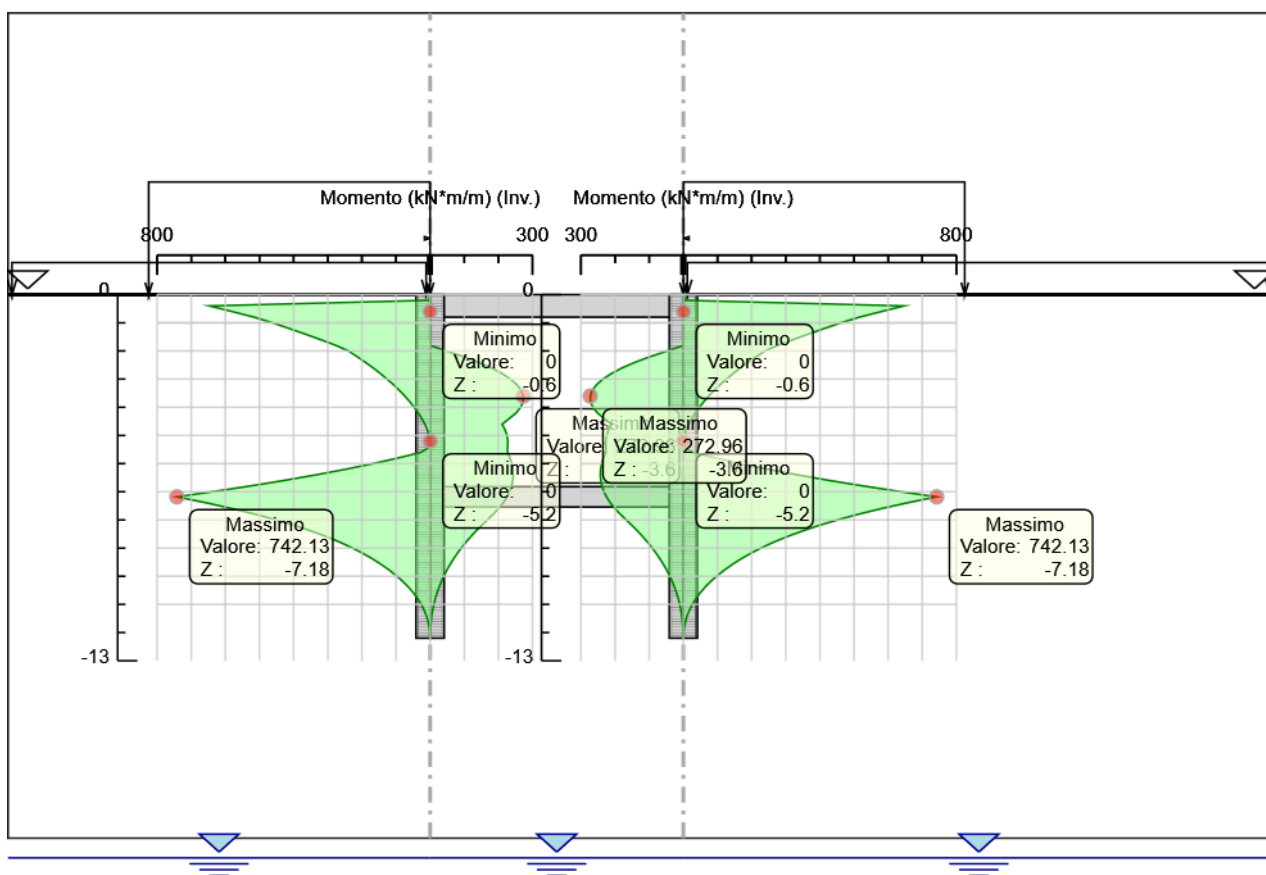 Momento (kN*m/m) (Inv.)
Momento (kN*m/m) (Inv.)
800
300
300
800
0
0
Minimo
Valore: 0
Z : -0.6
Minimo
Valore: 0
Z : -0.6
Massimo
Valore
Z :
Massimo
Valore: 272.96
Z : -3.6
Minimo
Valore: 0
Z : -5.2
Minimo
0
Z : -5.2
Massimo
Valore: 742.13
Z : -7.18
Massimo
Valore: 742.13
Z : -7.18
-13
-13